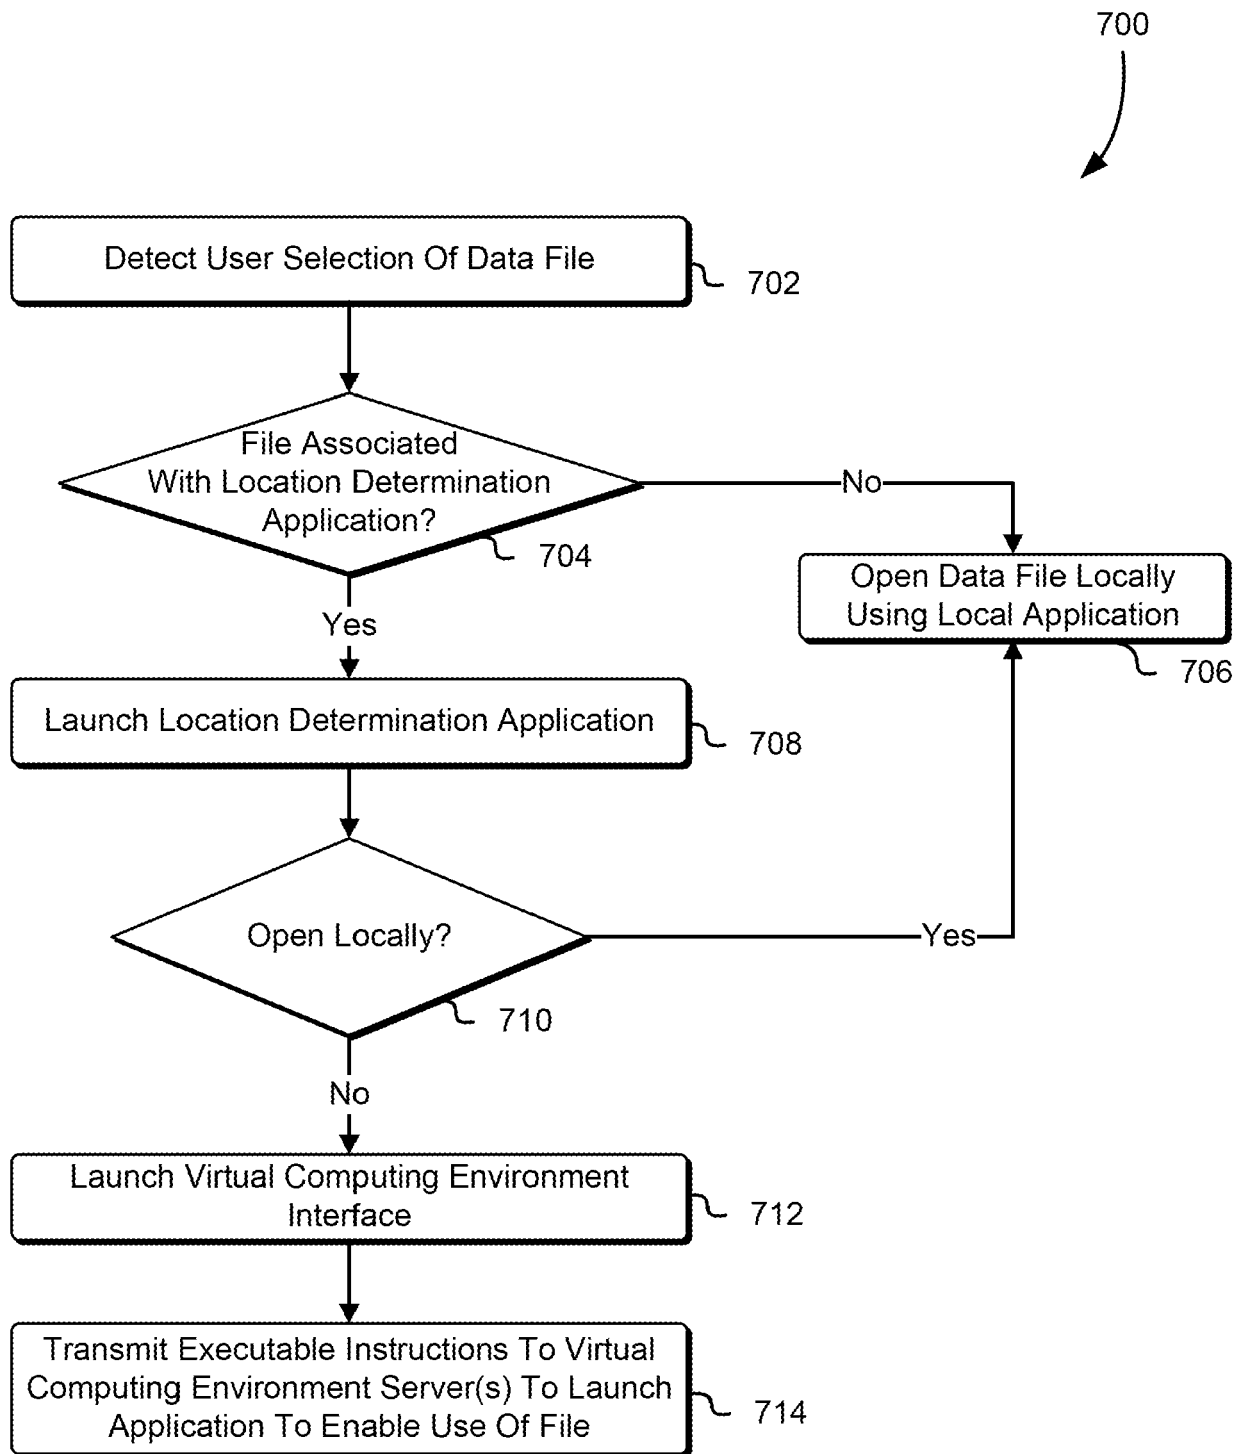 700
Detect User Selection Of Data File
702
File Associated
With Location Determination
Application?
704
No
Open Data File Locally
Using Local Application
706
Yes
Launch Location Determination Application
708
Open Locally?
Yes
710
No
Launch Virtual Computing Environment
Interface
712
Transmit Executable Instructions To Virtual
Computing Environment Server(s) To Launch
Application To Enable Use Of File
714